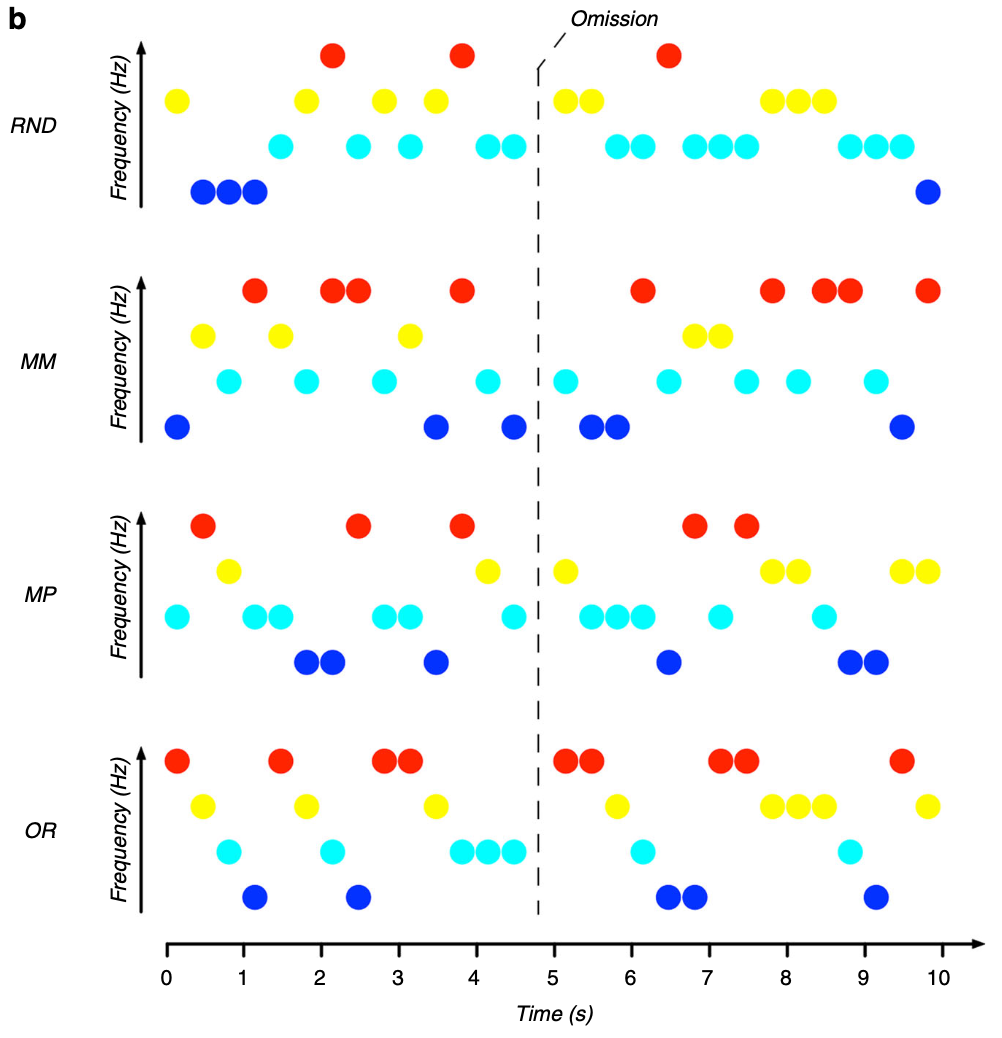 b
Omission
RND
Frequency (Hz)
MM
Frequency (Hz)
MP
Frequency (Hz)
OR
Frequency (Hz)
0 1 2 3 4 5 6 7 8 9 10
Time (s)